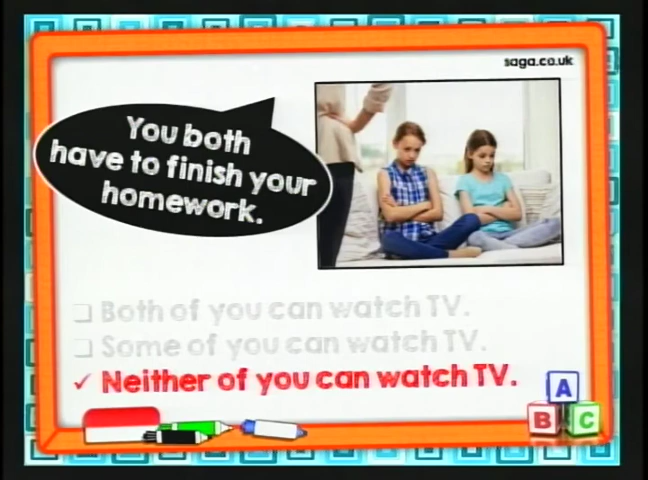 saga.co.uk
You both
have to finish your
homework.
❑ Both of you can watch TV.
❑ Some of you can watch TV.
✓ Neither of you can watch TV.
A
B C